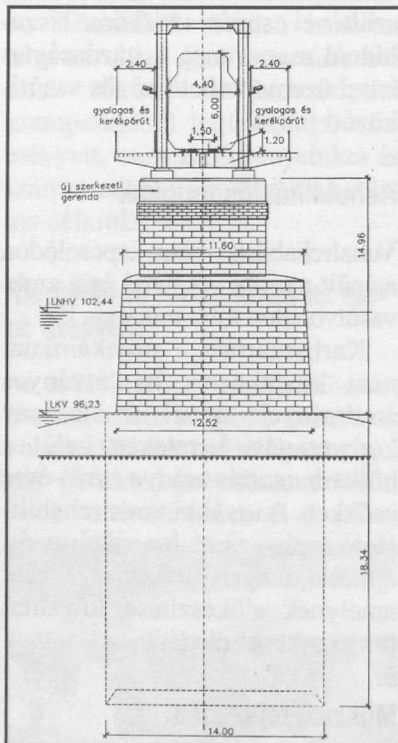 2.40
2.40
4.40
6.00
gyalogos és
kerékpárút
gyalogos és
kerékpárút
1.50
1.20
új szerkezeti
gerenda
11.60
14.96
LNHV 102,44
LKV 96,23
12.52
18.34
14.00